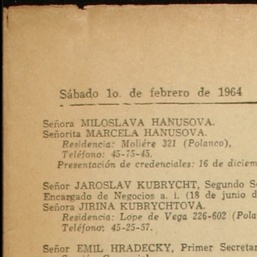 Sábado 1o. de febrero de 1964
Señora MILOSLAVA HANUSOVA.
Señorita MARCELA HANUSOVA.
Residencia: Moliére 321 (Polanco),
Teléfono: 45-75-45.
Presentación de credenciales: 16 de diciem
Señor JAROSLAV KUBRYCHT, Segundo S
Encargado de Negocios a. i. (18 de junio d
Señora JIRINA KUBRYCHTOVA.
Residencia: Lope de Vega 226-602 (Pola
Teléfono: 45-25-57.
Señor EMIL HRADECKY, Primer Secretar